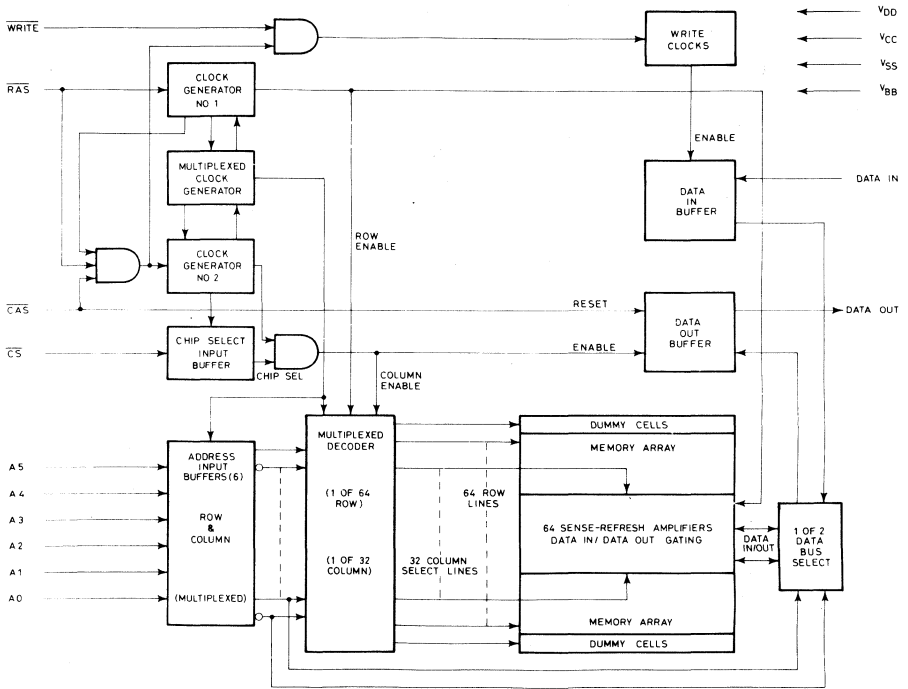 WRITE
WRITE
CLOCKS
VDD
VCC
VSS
VBB
RAS
CLOCK
GENERATOR
NO 1
ENABLE
MULTIPLEXED
CLOCK
GENERATOR
DATA
IN
BUFFER
DATA IN
ROW
ENABLE
CLOCK
GENERATOR
NO 2
CAS
RESET
DATA
OUT
BUFFER
DATA OUT
CS
CHIP SELECT
INPUT
BUFFER
CHIP SEL
ENABLE
COLUMN
ENABLE
A5
A4
A3
A2
A1
A0
ADDRESS
INPUT
BUFFERS(6)
ROW
&
COLUMN
(MULTIPLEXED)
MULTIPLEXED
DECODER
(1 OF 64
ROW)
(1 OF 32
COLUMN)
64 ROW
LINES
32 COLUMN
SELECT LINES
DUMMY CELLS
MEMORY ARRAY
64 SENSE-REFRESH AMPLIFIERS
DATA IN/DATA OUT GATING
MEMORY ARRAY
DUMMY CELLS
DATA
IN/OUT
1 OF 2
DATA
BUS
SELECT